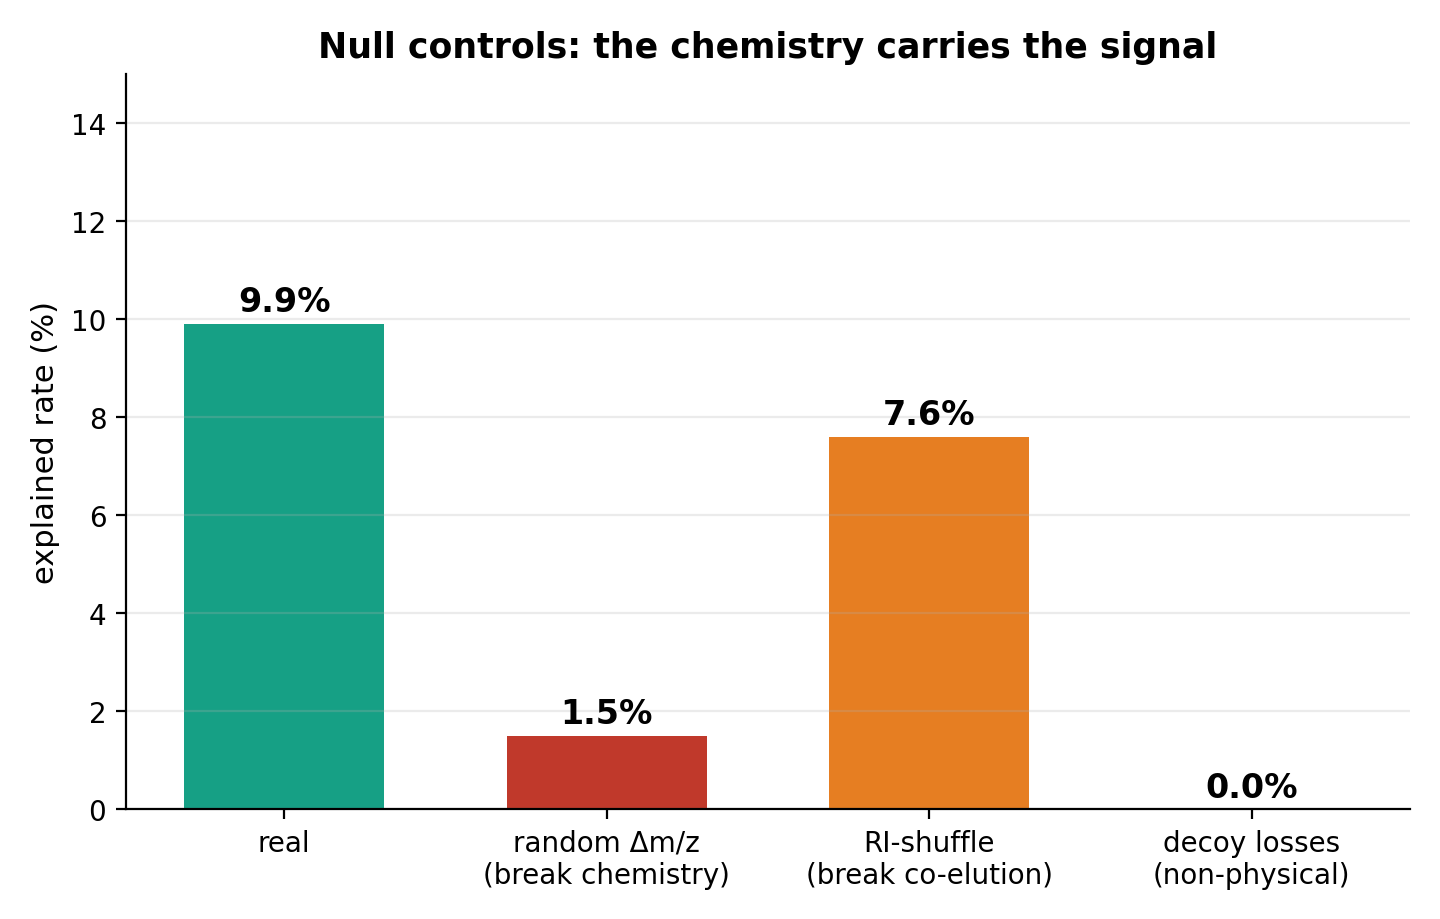 Null controls: the chemistry carries the signal
explained rate (%)
14
12
10
8
6
4
2
0
9.9%
1.5%
7.6%
0.0%
real
random Δm/z
(break chemistry)
RI-shuffle
(break co-elution)
decoy losses
(non-physical)